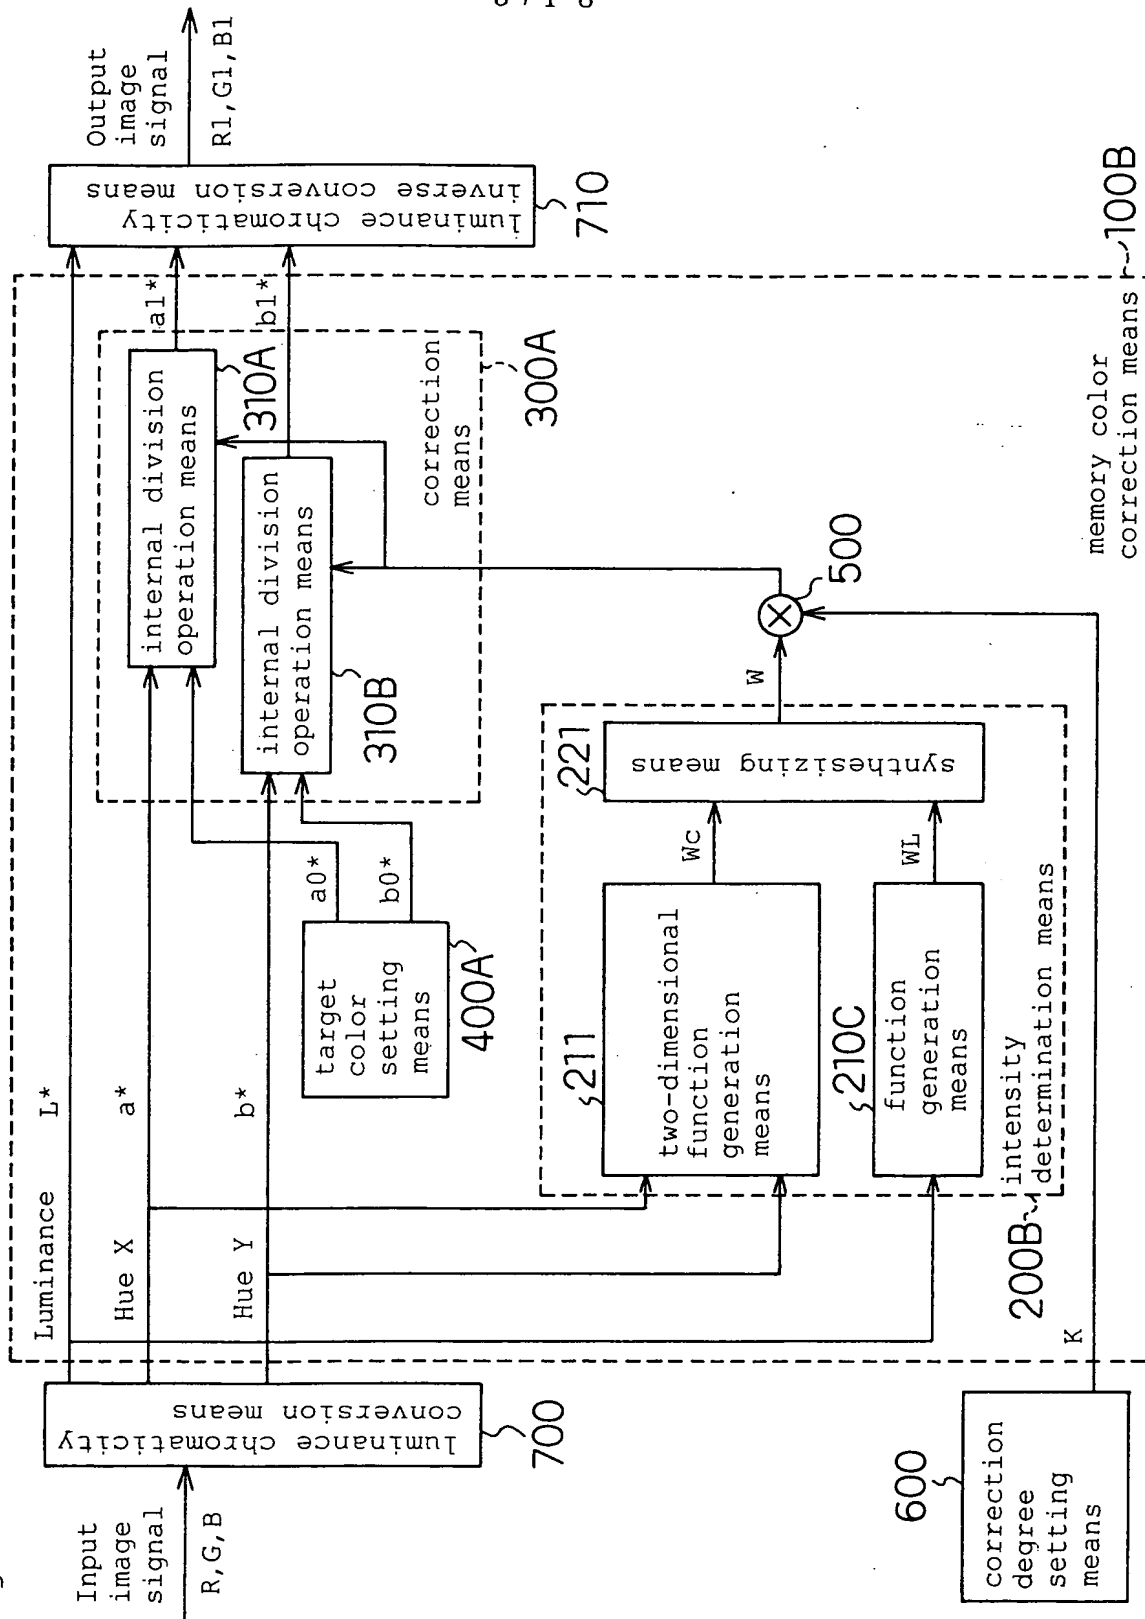 8/18
Input
image
signal
R,G,B
luminance chromaticity
conversion means
700
Luminance L*
Hue X a*
Hue Y b*
target
color
setting
means
400A
a0*
b0*
internal division
operation means
310A
internal division
operation means
310B
correction
means
300A
a1*
b1*
luminance chromaticity
inverse conversion means
710
Output
image
signal
R1,G1,B1
211
two-dimensional
function
generation
means
210C
function
generation
means
Wc
WL
221
synthesizing means
W
500
intensity
determination means
200B
K
600
correction
degree
setting
means
memory color
correction means
100B